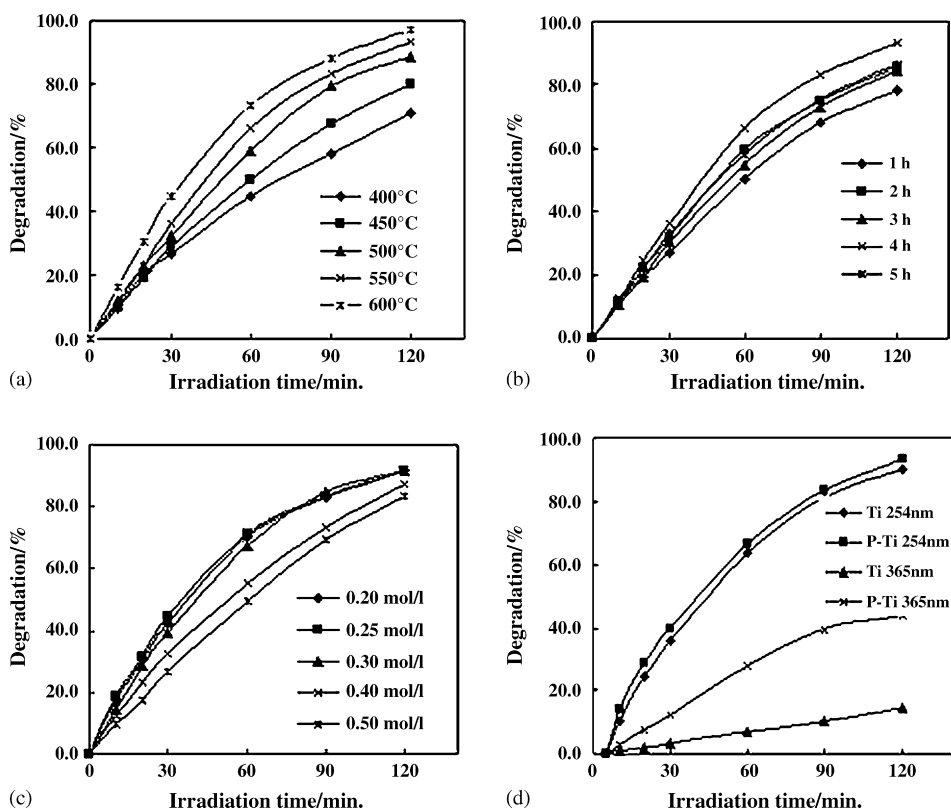 100.0
80.0
60.0
40.0
20.0
0.0
Degradation/%
400°C
450°C
500°C
550°C
600°C
0 30 60 90 120
(a) Irradiation time/min.
100.0
80.0
60.0
40.0
20.0
0.0
Degradation/%
1 h
2 h
3 h
4 h
5 h
0 30 60 90 120
(b) Irradiation time/min.
100.0
80.0
60.0
40.0
20.0
0.0
Degradation/%
0.20 mol/l
0.25 mol/l
0.30 mol/l
0.40 mol/l
0.50 mol/l
0 30 60 90 120
(c) Irradiation time/min.
100.0
80.0
60.0
40.0
20.0
0.0
Degradation/%
Ti 254nm
P-Ti 254nm
Ti 365nm
P-Ti 365nm
0 30 60 90 120
(d) Irradiation time/min.